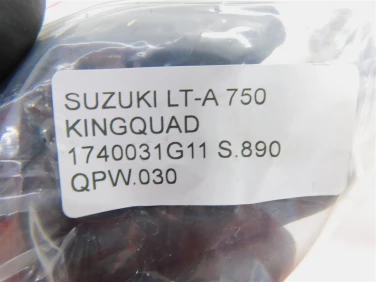 SUZUKI LT-A 750
KINGQUAD
1740031G11 S.890
QPW.030